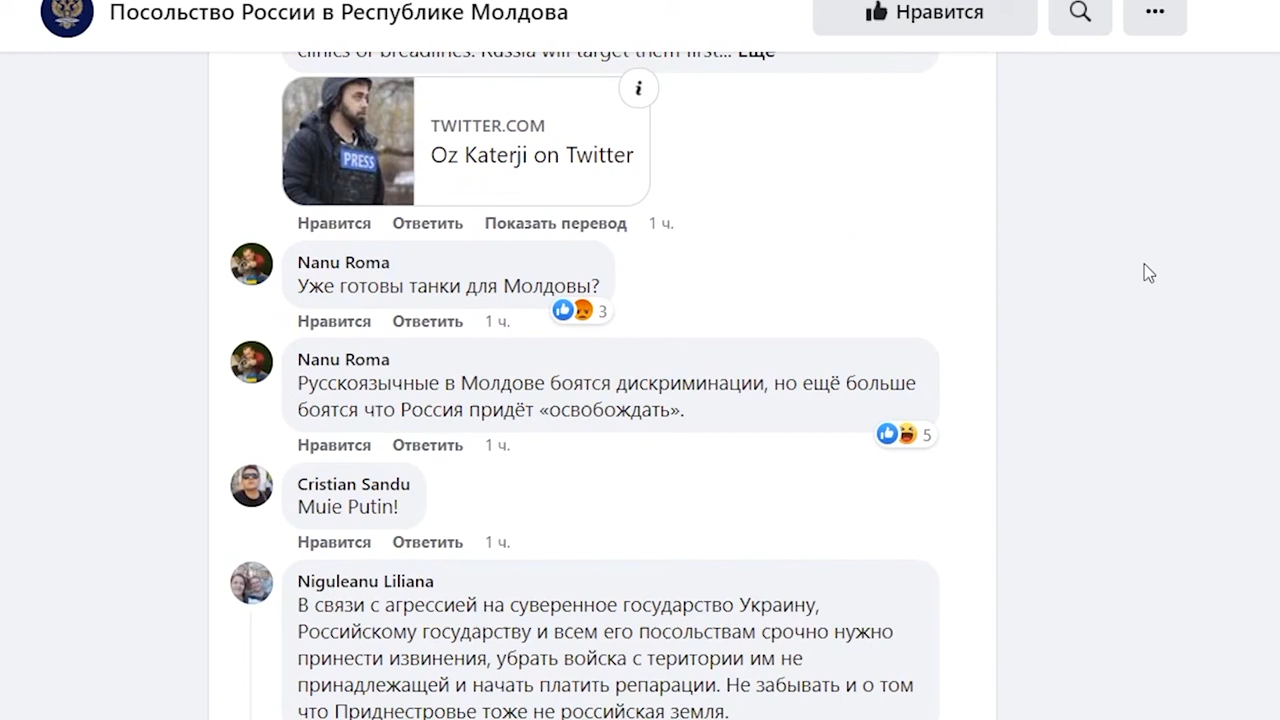 Посольство России в Республике Молдова
Нравится
clinics or breadlines. Russia will target them first... Ещё
PRESS
TWITTER.COM
Oz Katerji on Twitter
Нравится Ответить Показать перевод 1 ч.
Nanu Roma
Уже готовы танки для Молдовы?
3
Нравится Ответить 1 ч.
Nanu Roma
Русскоязычные в Молдове боятся дискриминации, но ещё больше
боятся что Россия придёт «освобождать».
5
Нравится Ответить 1 ч.
Cristian Sandu
Muie Putin!
Нравится Ответить 1 ч.
Niguleanu Liliana
В связи с агрессией на суверенное государство Украину,
Российскому государству и всем его посольствам срочно нужно
принести извинения, убрать войска с територии им не
принадлежащей и начать платить репарации. Не забывать и о том
что Приднестровье тоже не российская земля.